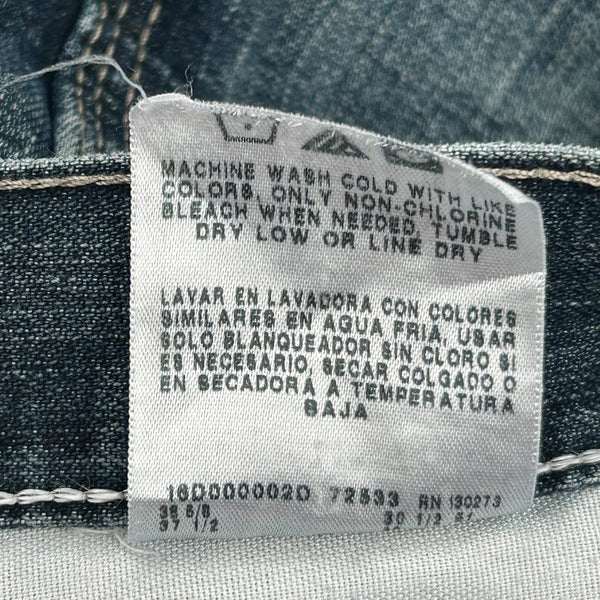 MACHINE WASH COLD WITH LIKE
COLORS. ONLY NON-CHLORINE
BLEACH WHEN NEEDED. TUMBLE
DRY LOW OR LINE DRY
LAVAR EN LAVADORA CON COLORES
SIMILARES EN AGUA FRIA. USAR
SOLO BLANQUEADOR SIN CLORO SI
ES NECESARIO. SECAR COLGADO O
EN SECADORA A TEMPERATURA
BAJA
16D000002D 72533 RN 130273
36 5/8 30 1/2
37 1/2